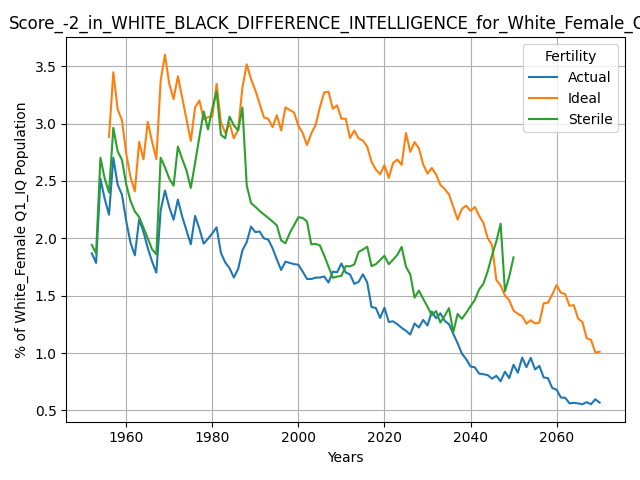 Score_-2_in_WHITE_BLACK_DIFFERENCE_INTELLIGENCE_for_White_Female_
3.5
3.0
2.5
2.0
1.5
1.0
0.5
% of White_Female Q1_IQ Population
Fertility
Actual
Ideal
Sterile
1960
1980
2000
2020
2040
2060
Years